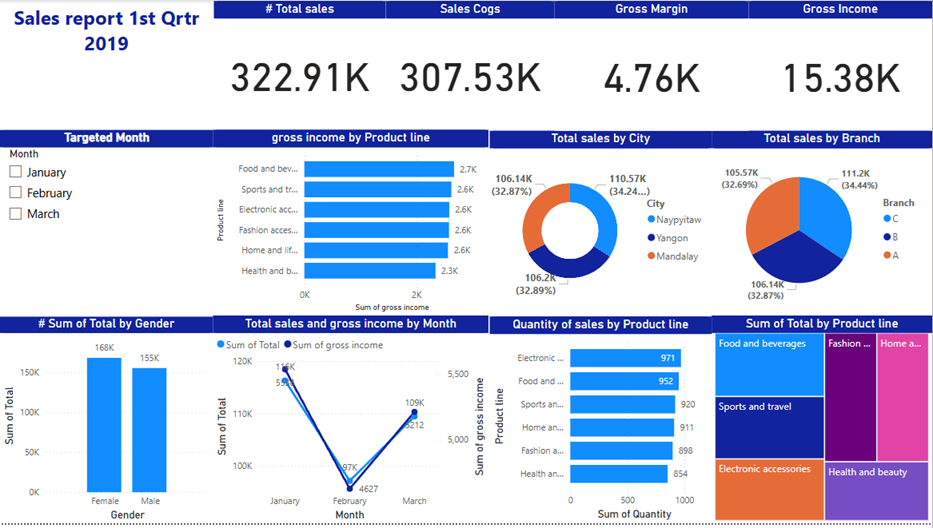 Sales report 1st Qrtr
2019
# Total sales
322.91K
Sales Cogs
307.53K
Gross Margin
4.76K
Gross Income
15.38K
Targeted Month
Month
January
February
March
gross income by Product line
Product line
Food and bev...
2.7K
Sports and tr...
2.6K
Electronic acc...
2.6K
Fashion acces...
2.6K
Home and lif...
2.6K
Health and b...
2.3K
0K
2K
Sum of gross income
Total sales by City
106.14K
(32.87%)
110.57K
(34.24...)
106.2K
(32.89%)
City
Naypyitaw
Yangon
Mandalay
Total sales by Branch
105.57K
(32.69%)
111.2K
(34.44%)
106.14K
(32.87%)
Branch
C
B
A
# Sum of Total by Gender
Sum of Total
150K
100K
50K
0K
168K
155K
Female
Male
Gender
Total sales and gross income by Month
Sum of Total
Sum of gross income
Sum of Total
120K
110K
100K
116K
97K
4627
109K
5212
5,500
5,000
Sum of gross income
January
February
March
Month
Quantity of sales by Product line
Product line
Electronic ...
971
Food and ...
952
Sports an...
920
Home an...
911
Fashion a...
898
Health an...
854
0
500
1000
Sum of Quantity
Sum of Total by Product line
Food and beverages
Fashion ...
Home a...
Sports and travel
Electronic accessories
Health and beauty